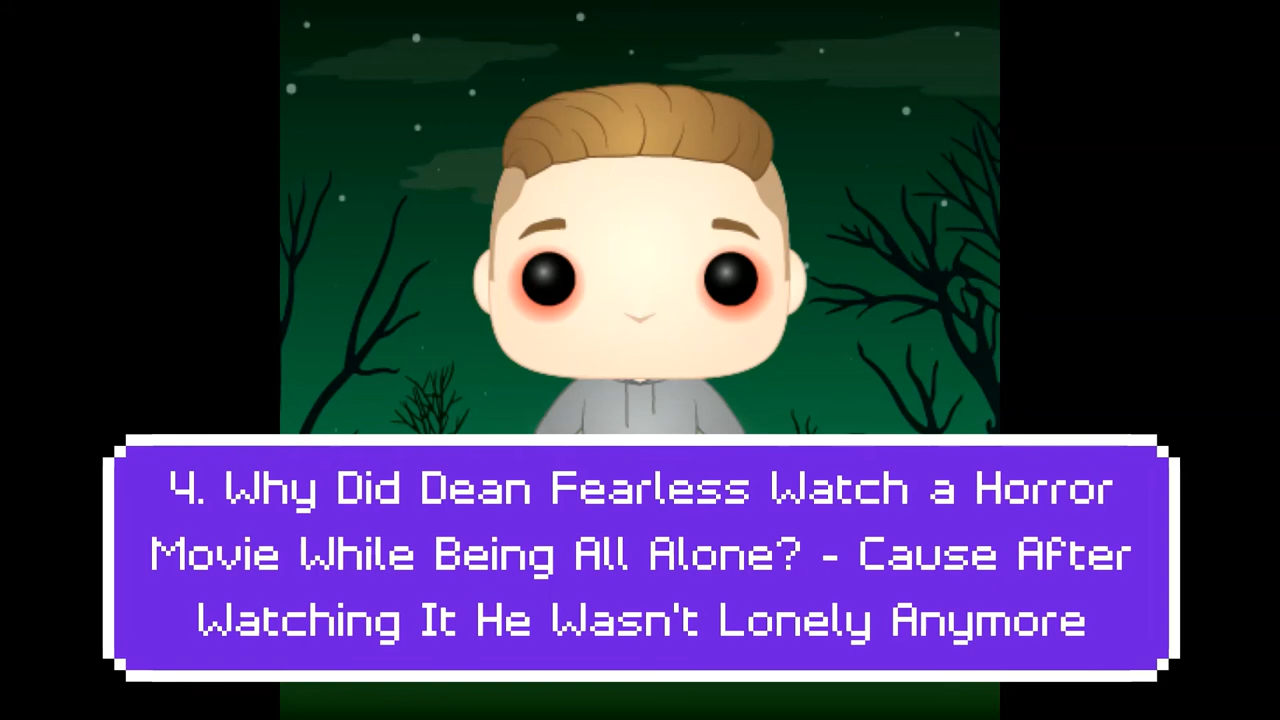 4. Why Did Dean Fearless Watch a Horror
Movie While Being All Alone? - Cause After
Watching It He Wasn't Lonely Anymore